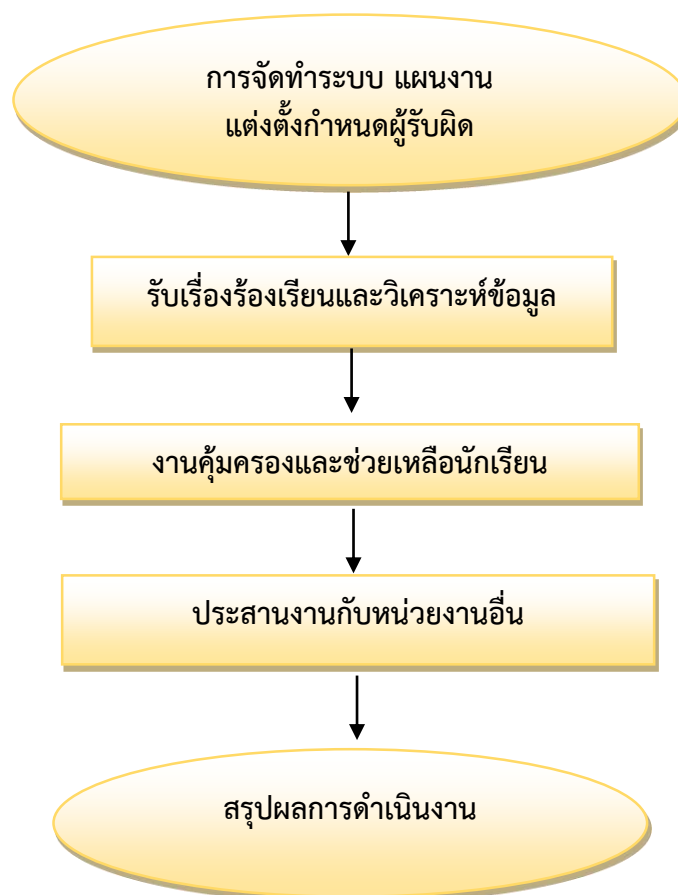 การจัดทำระบบ แผนงาน
แต่งตั้งกำหนดผู้รับผิด
รับเรื่องร้องเรียนและวิเคราะห์ข้อมูล
งานคุ้มครองและช่วยเหลือนักเรียน
ประสานงานกับหน่วยงานอื่น
สรุปผลการดำเนินงาน